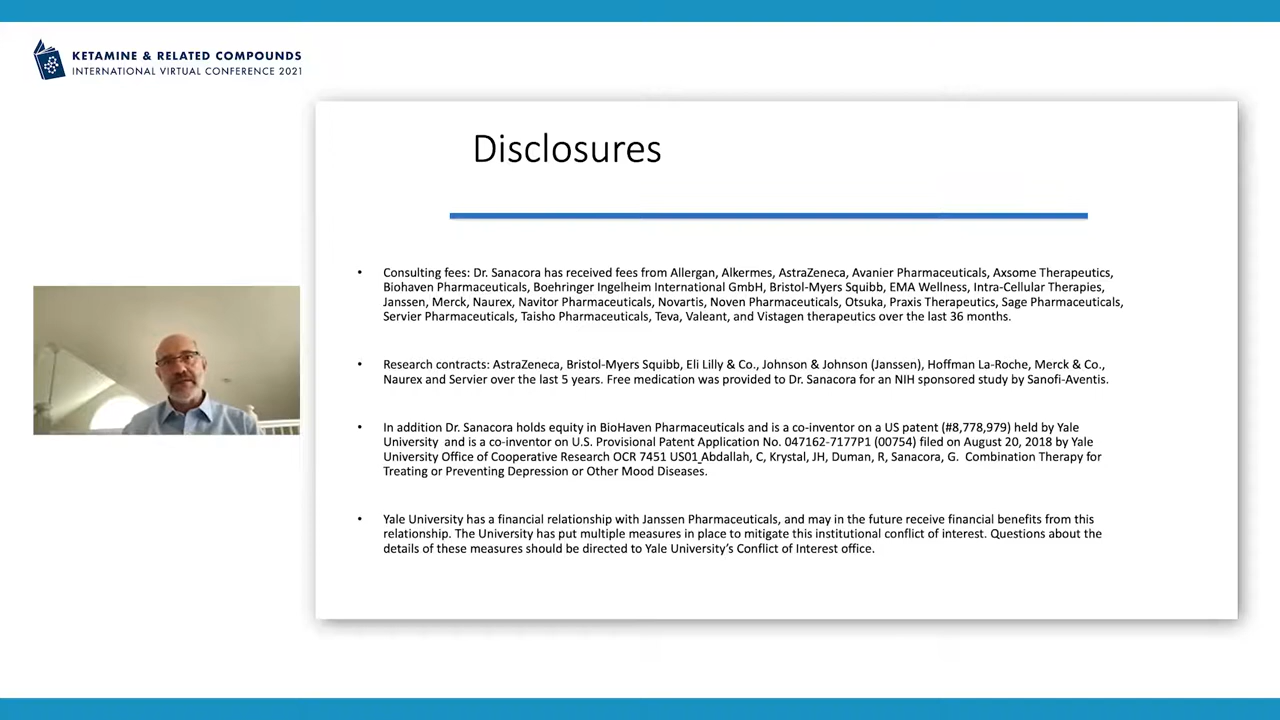 KETAMINE & RELATED COMPOUNDS
INTERNATIONAL VIRTUAL CONFERENCE 2021
Disclosures
• Consulting fees: Dr. Sanacora has received fees from Allergan, Alkermes, AstraZeneca, Avanier Pharmaceuticals, Axsome Therapeutics,
Biohaven Pharmaceuticals, Boehringer Ingelheim International GmbH, Bristol-Myers Squibb, EMA Wellness, Intra-Cellular Therapies,
Janssen, Merck, Naurex, Navitor Pharmaceuticals, Novartis, Noven Pharmaceuticals, Otsuka, Praxis Therapeutics, Sage Pharmaceuticals,
Servier Pharmaceuticals, Taisho Pharmaceuticals, Teva, Valeant, and Vistagen therapeutics over the last 36 months.
• Research contracts: AstraZeneca, Bristol-Myers Squibb, Eli Lilly & Co., Johnson & Johnson (Janssen), Hoffman La-Roche, Merck & Co.,
Naurex and Servier over the last 5 years. Free medication was provided to Dr. Sanacora for an NIH sponsored study by Sanofi-Aventis.
• In addition Dr. Sanacora holds equity in BioHaven Pharmaceuticals and is a co-inventor on a US patent (#8,778,979) held by Yale
University and is a co-inventor on U.S. Provisional Patent Application No. 047162-7177P1 (00754) filed on August 20, 2018 by Yale
University Office of Cooperative Research OCR 7451 US01_Abdallah, C, Krystal, JH, Duman, R, Sanacora, G. Combination Therapy for
Treating or Preventing Depression or Other Mood Diseases.
• Yale University has a financial relationship with Janssen Pharmaceuticals, and may in the future receive financial benefits from this
relationship. The University has put multiple measures in place to mitigate this institutional conflict of interest. Questions about the
details of these measures should be directed to Yale University's Conflict of Interest office.